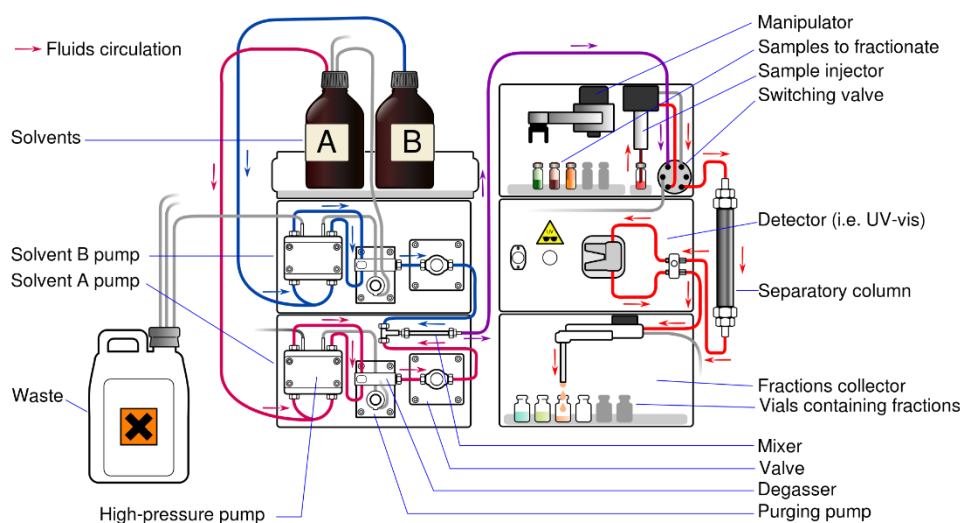 Fluids circulation
Solvents
A
B
Solvent B pump
Solvent A pump
Waste
High-pressure pump
Manipulator
Samples to fractionate
Sample injector
Switching valve
UV
Detector (i.e. UV-vis)
Separatory column
Fractions collector
Vials containing fractions
Mixer
Valve
Degasser
Purging pump